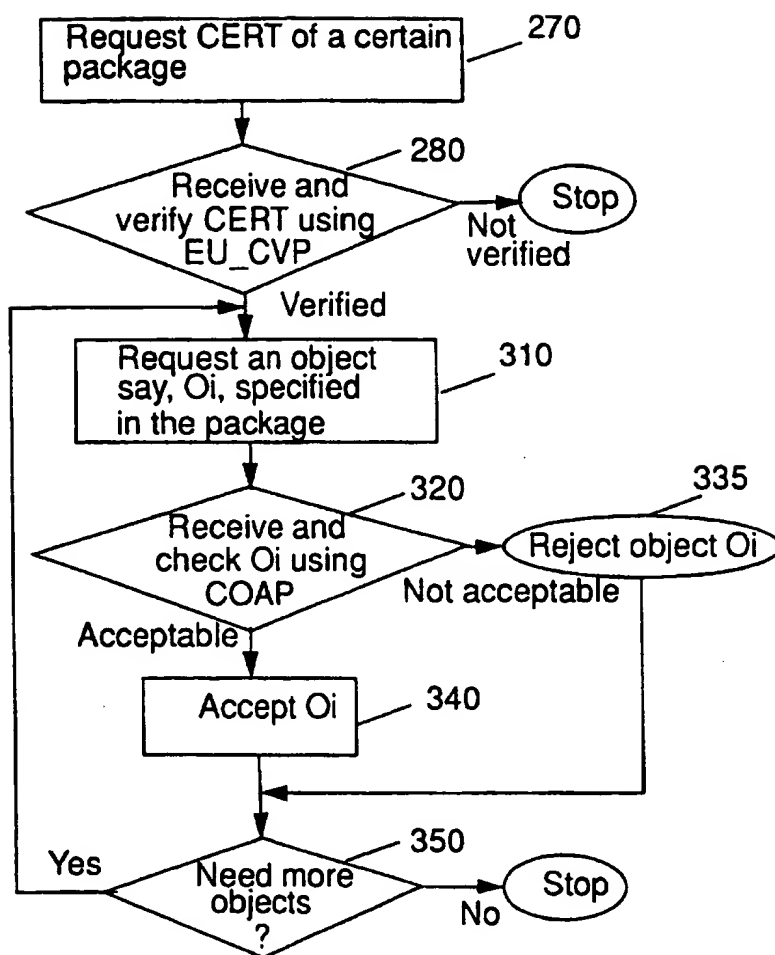 Request CERT of a certain
package
270
280
Receive and
verify CERT using
EU_CVP
Stop
Not
verified
Verified
Request an object
say, Oi, specified
in the package
310
320
335
Receive and
check Oi using
COAP
Reject object Oi
Not acceptable
Acceptable
Accept Oi
340
350
Yes
Need more
objects
?
Stop
No